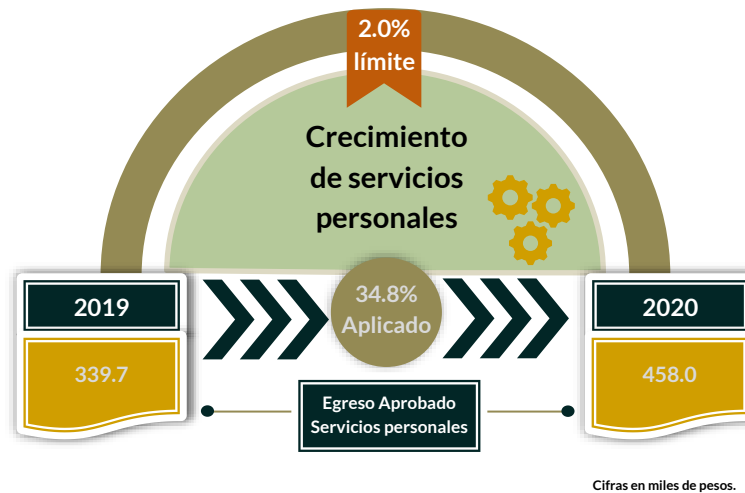 2.0%
límite
Crecimiento
de servicios
personales
2019
34.8%
Aplicado
2020
339.7
458.0
Egreso Aprobado
Servicios personales
Cifras en miles de pesos.